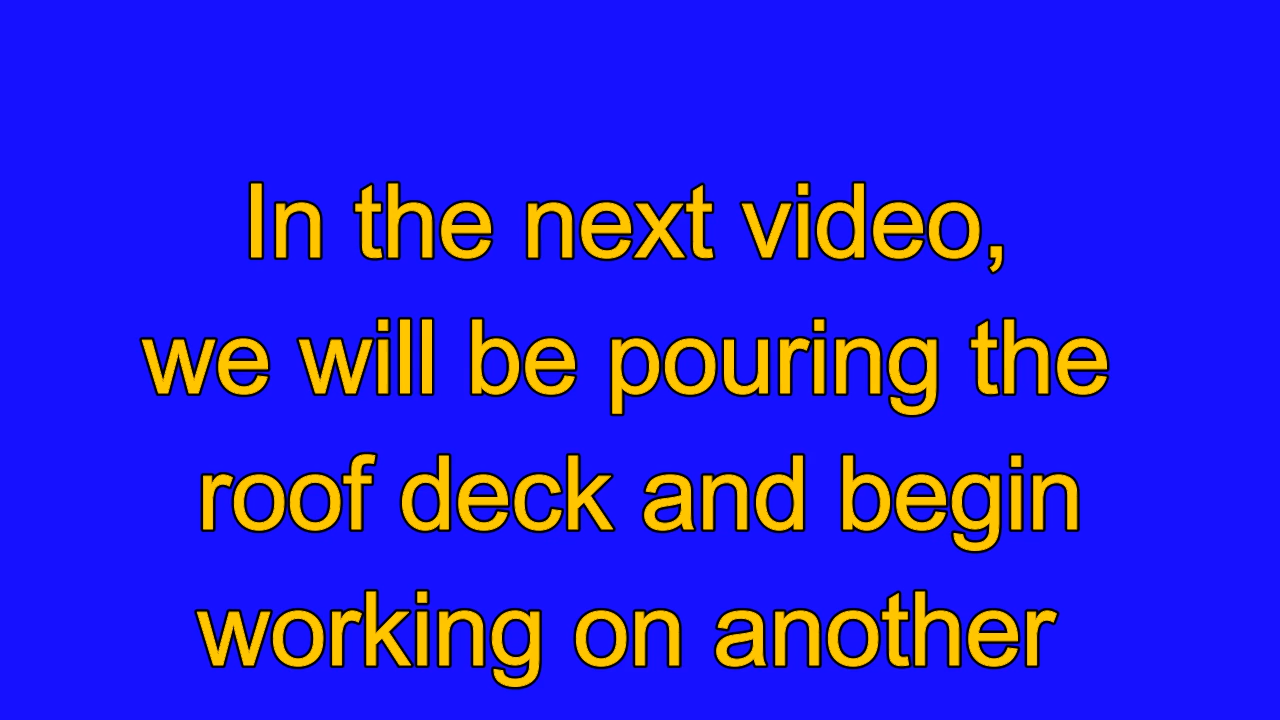 In the next video,
we will be pouring the
roof deck and begin
working on another